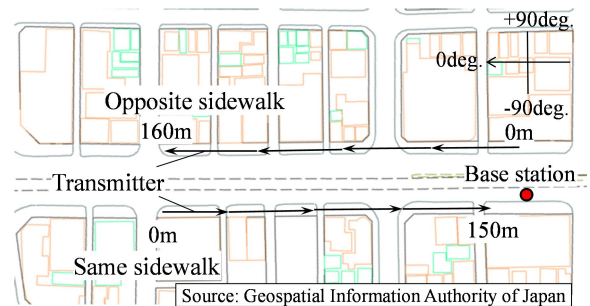 +90deg.
0deg.
-90deg.
Opposite sidewalk
160m
0m
Transmitter
Base station
0m
150m
Same sidewalk
Source: Geospatial Information Authority of Japan